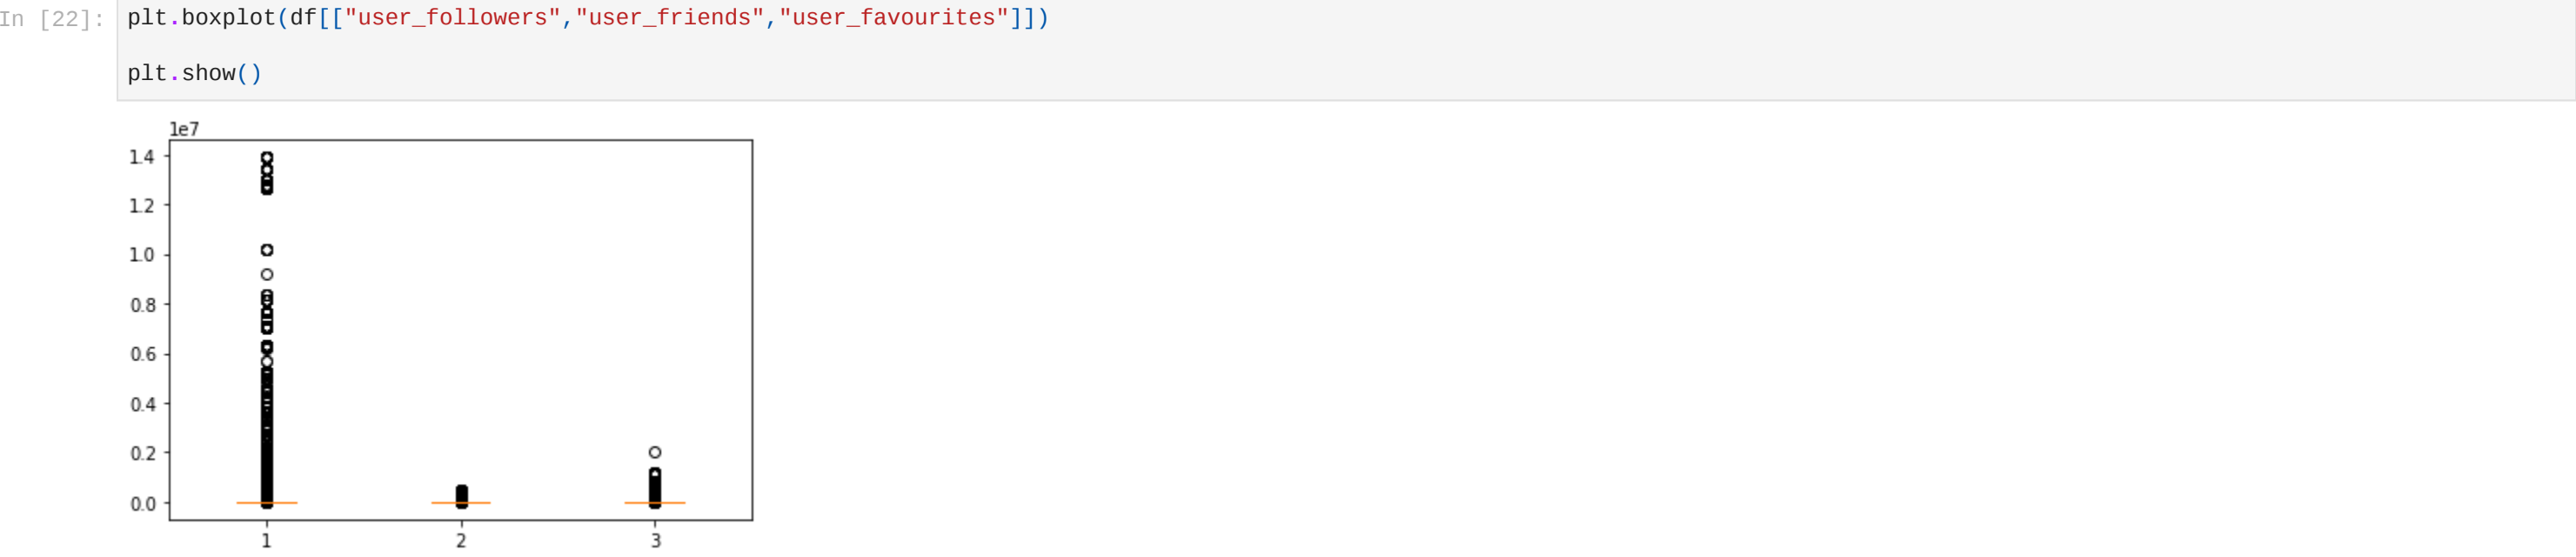 In [22]: plt.boxplot(df[["user_followers","user_friends","user_favourites"]])
plt.show()
1e7
1.4
1.2
1.0
0.8
0.6
0.4
0.2
0.0
1 2 3